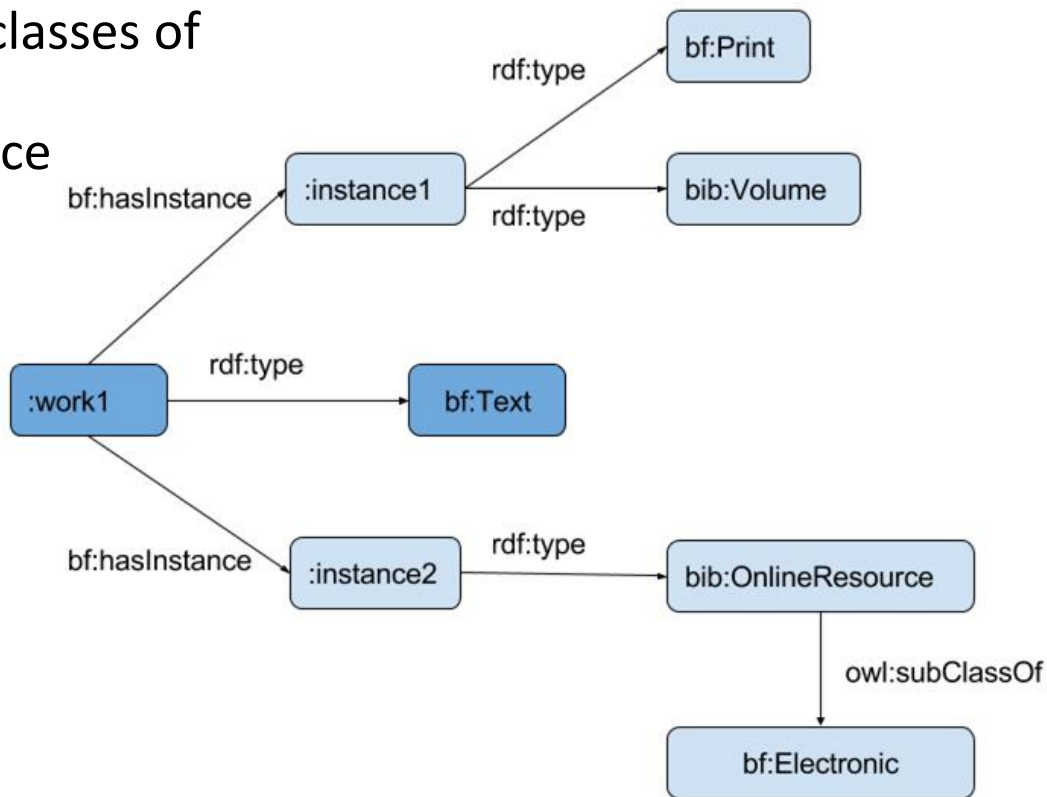 classes of
bf:Print
rdf:type
ce
bf:hasInstance
:instance1
bib:Volume
rdf:type
rdf:type
:work1
bf:Text
bf:hasInstance
:instance2
rdf:type
bib:OnlineResource
owl:subClassOf
bf:Electronic